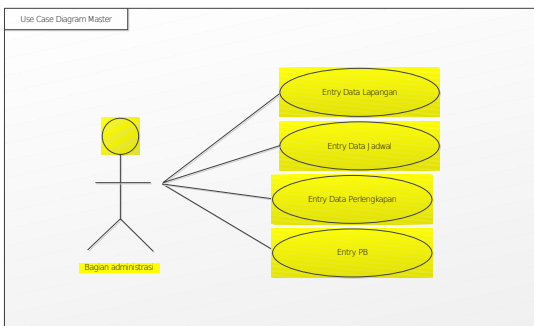 Use Case Diagram Master
Entry Data Lapangan
Entry Data Jadwal
Entry Data Perlengkapan
Entry PB
Bagian administrasi